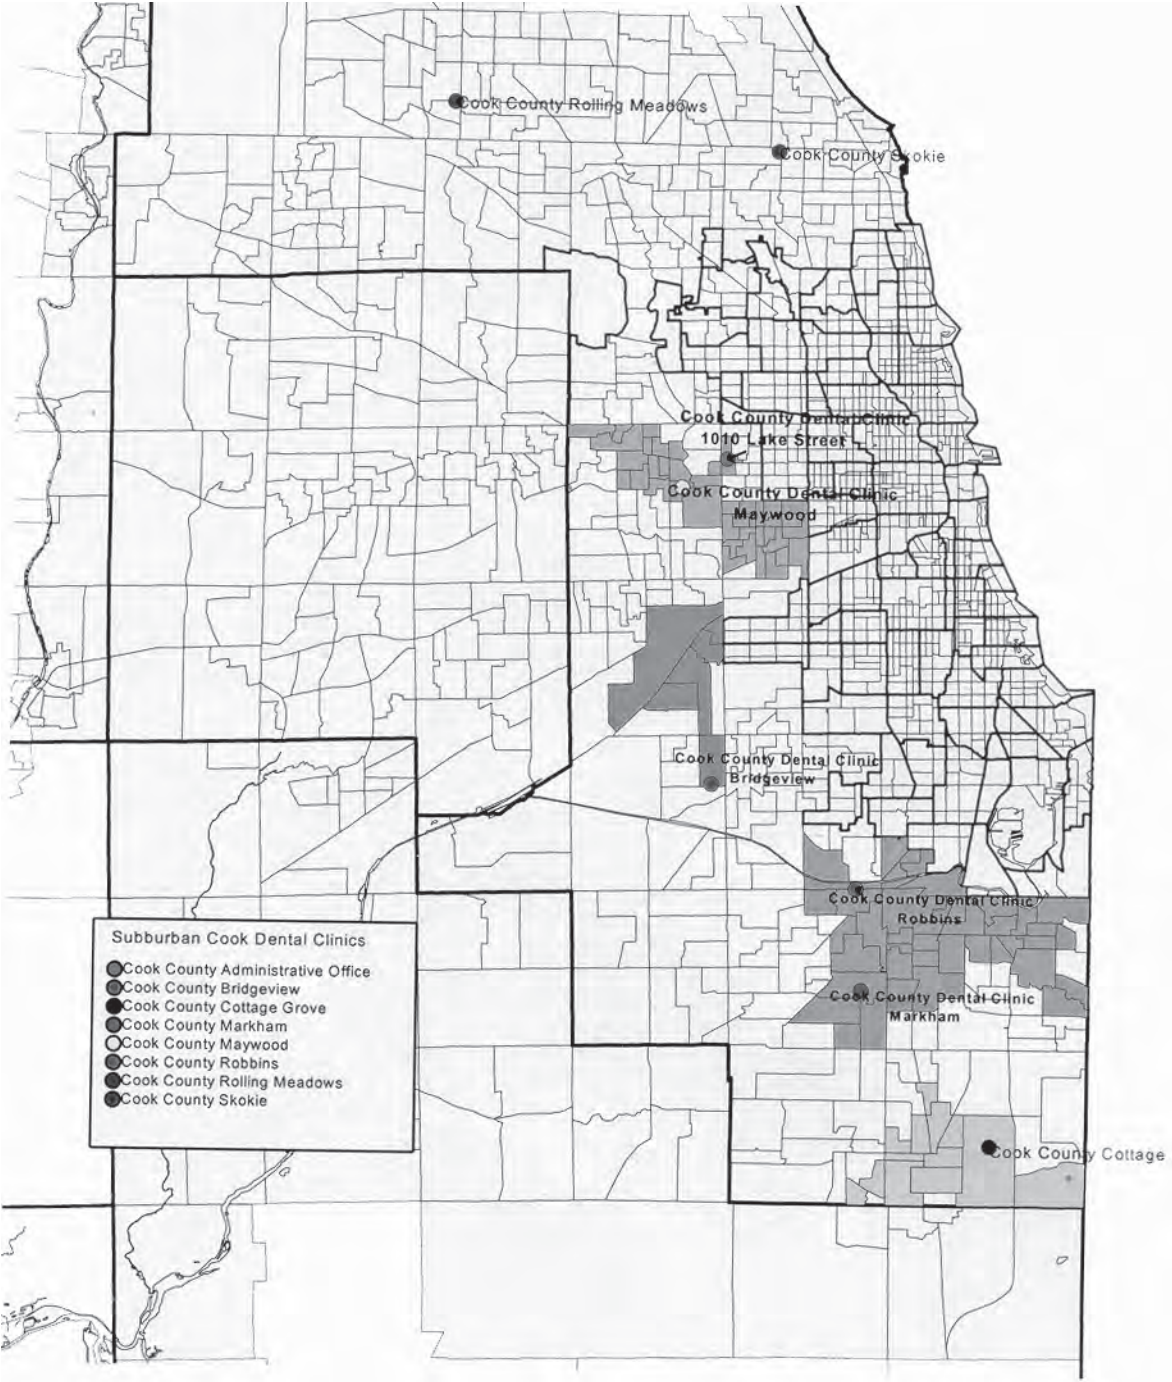 Cook County Rolling Meadows
Cook County Skokie
Cook County Dental Clinic
1010 Lake Street
Cook County Dental Clinic
Maywood
Cook County Dental Clinic
Bridgeview
Cook County Dental Clinic
Robbins
Cook County Dental Clinic
Markham
Cook County Cottage
Subburban Cook Dental Clinics
Cook County Administrative Office
Cook County Bridgeview
Cook County Cottage Grove
Cook County Markham
Cook County Maywood
Cook County Robbins
Cook County Rolling Meadows
Cook County Skokie